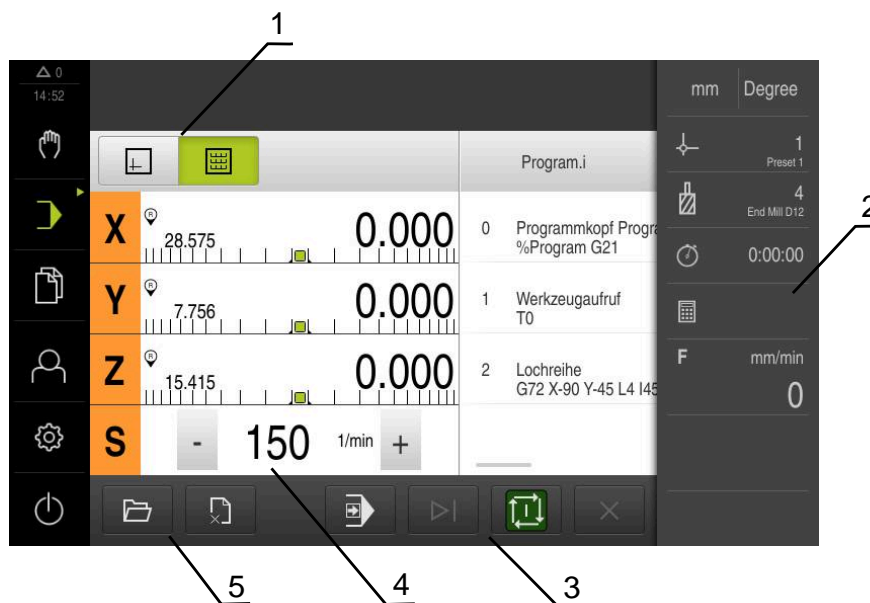 1
△ 0
14:52
mm Degree
Program.i
1
Preset 1
4
End Mill D12
2
0:00:00
F mm/min
0
X R 28.575 0.000
Y R 7.756 0.000
Z R 15.415 0.000
S - 150 1/min +
0 Programmkopf Progra
%Program G21
1 Werkzeugaufruf
T0
2 Lochreihe
G72 X-90 Y-45 L4 I45
5
4
3